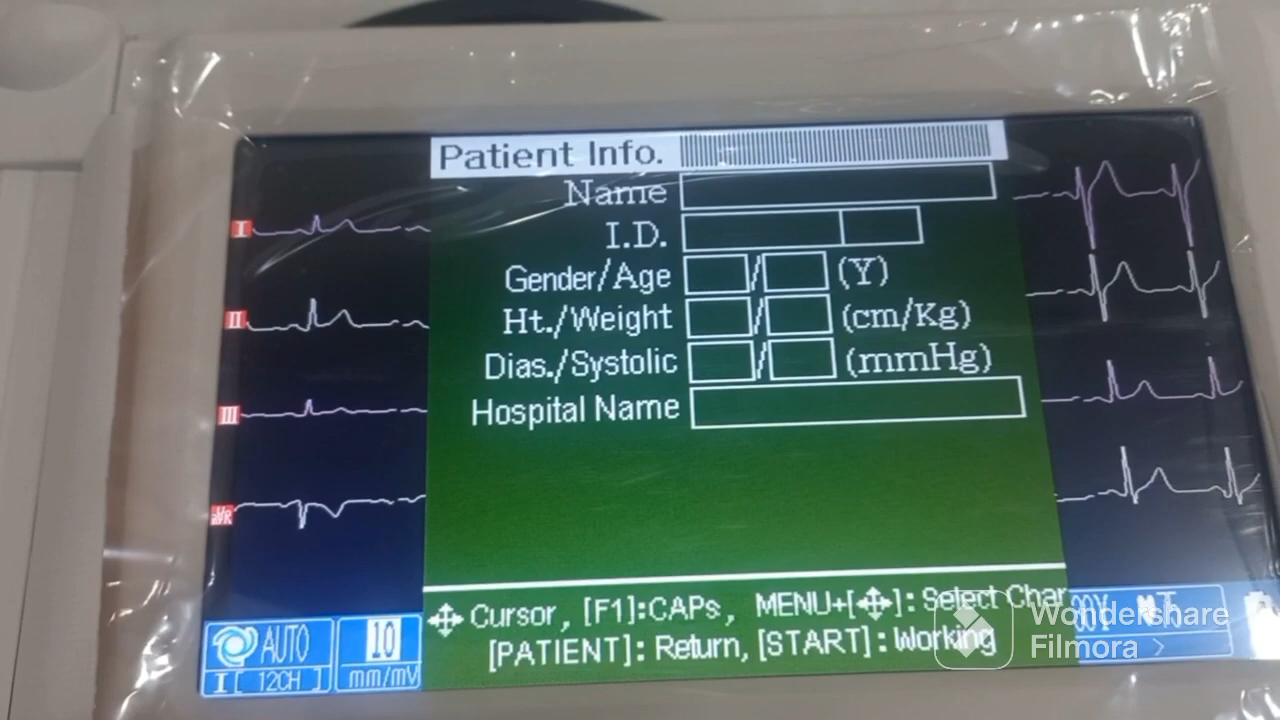 Patient Info.
Name
I.D.
Gender/Age / (Y)
Ht./Weight / (cm/Kg)
Dias./Systolic / (mmHg)
Hospital Name
I
II
III
aVR
Cursor, [F1]:CAPs, MENU+[ ]: Select Char
[PATIENT]: Return, [START]: Working
AUTO
I [ 12CH ]
10
mm/mV
Wondershare
Filmora